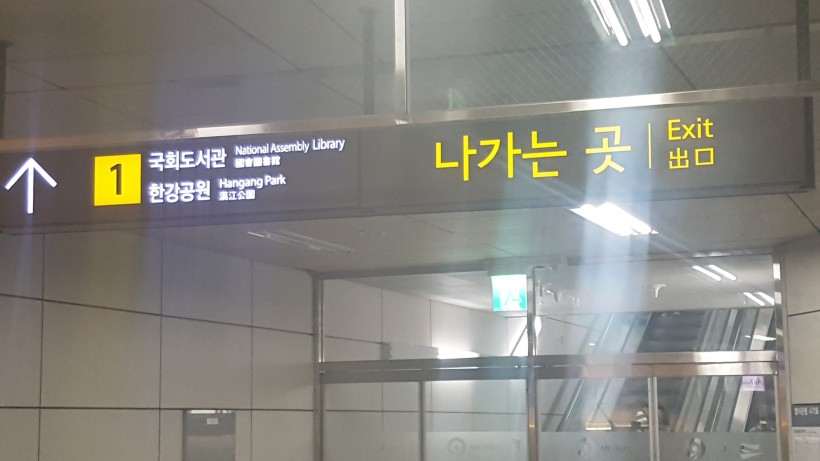 1
국회도서관 National Assembly Library
國會圖書館
한강공원 Hangang Park
漢江公園
나가는 곳 Exit
出口